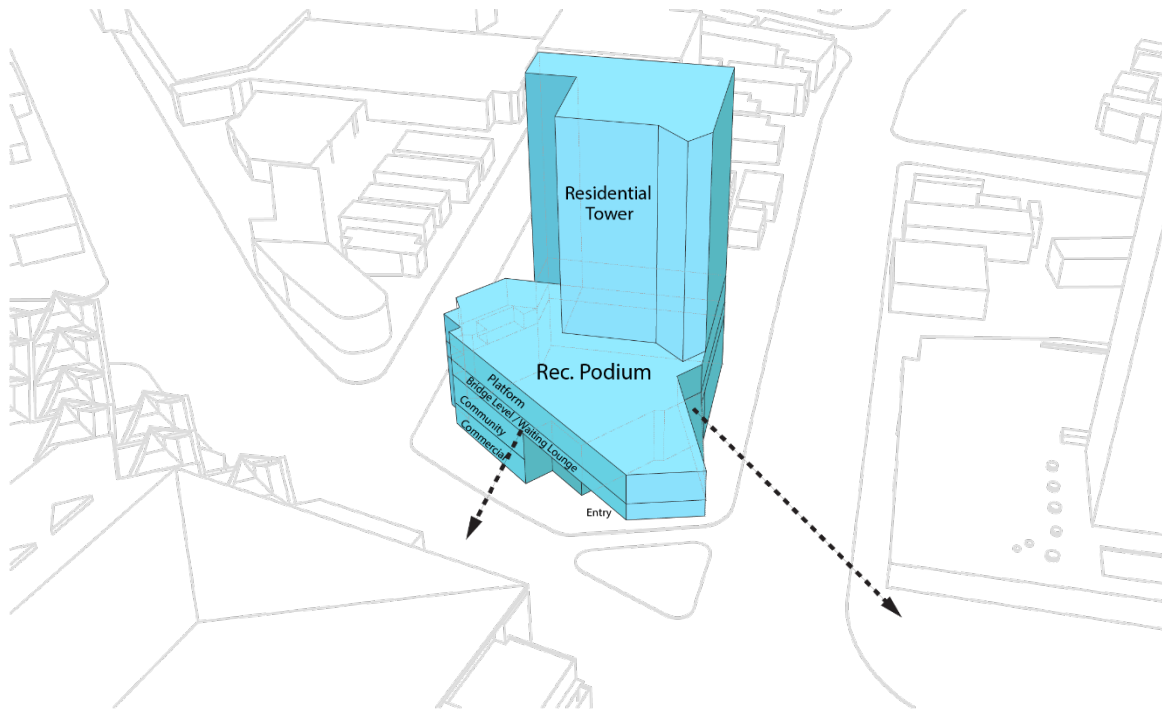 Residential
Tower
Rec. Podium
Platform
Bridge Level / Waiting Lounge
Community
Commercial
Entry